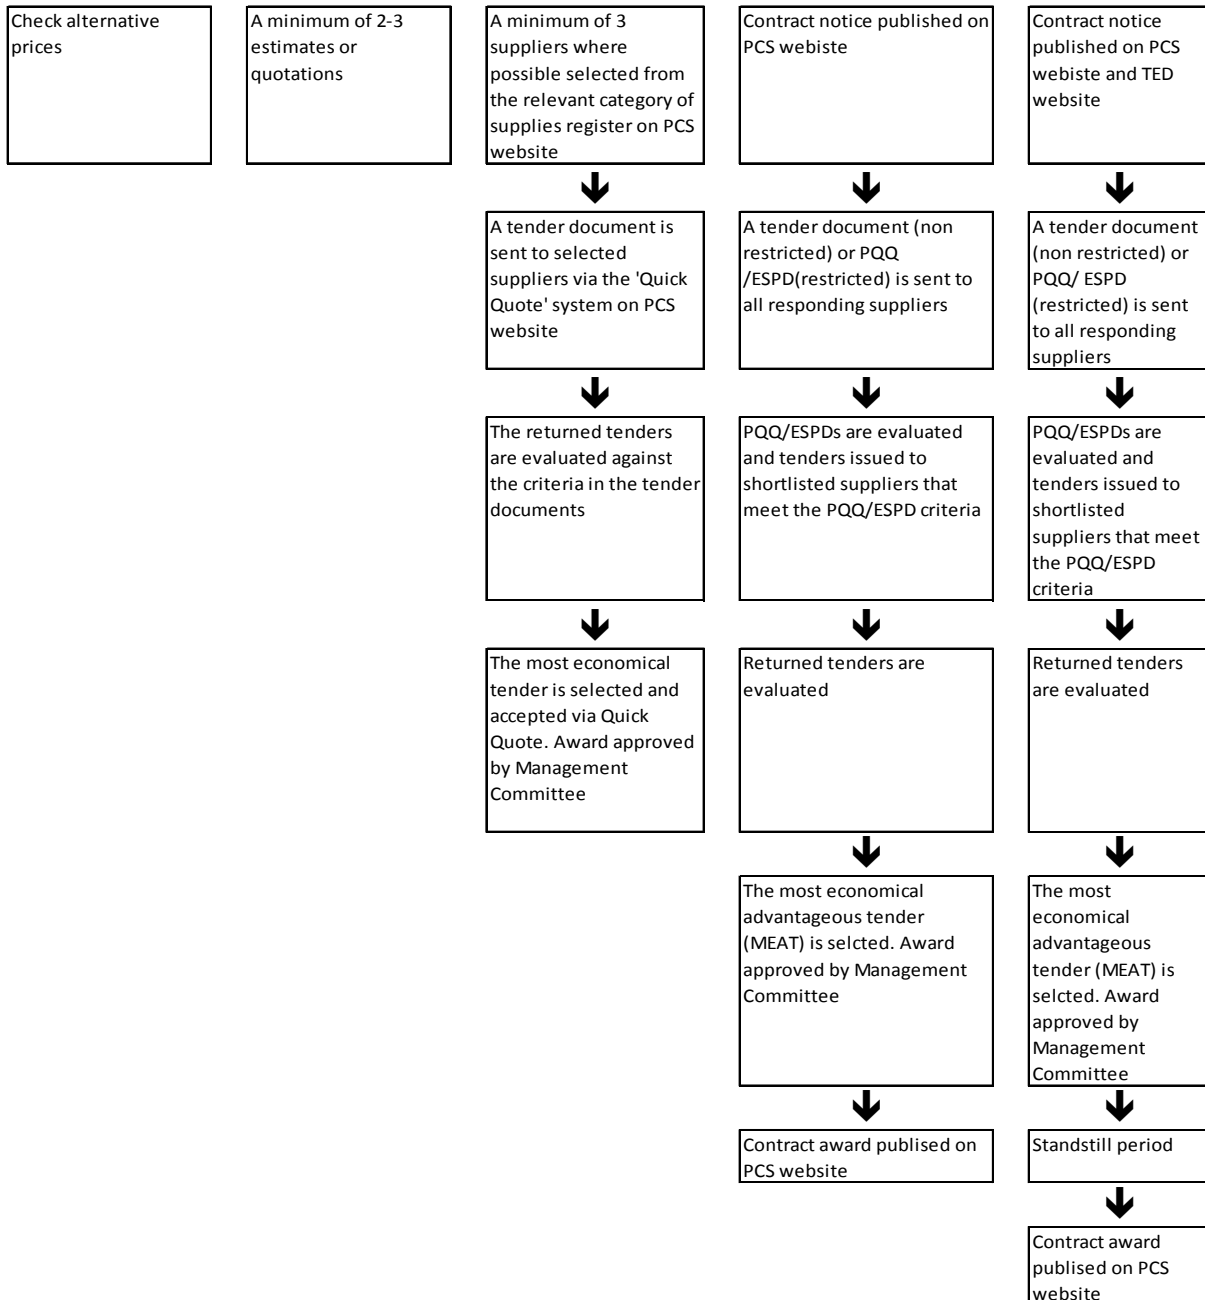 Check alternative
prices
A minimum of 2-3
estimates or
quotations
A minimum of 3
suppliers where
possible selected from
the relevant category of
supplies register on PCS
website
Contract notice published on
PCS webiste
Contract notice
published on PCS
webiste and TED
website
A tender document is
sent to selected
suppliers via the 'Quick
Quote' system on PCS
website
A tender document (non
restricted) or PQQ
/ESPD(restricted) is sent to
all responding suppliers
A tender document
(non restricted) or
PQQ/ ESPD
(restricted) is sent
to all responding
suppliers
The returned tenders
are evaluated against
the criteria in the tender
documents
PQQ/ESPDs are evaluated
and tenders issued to
shortlisted suppliers that
meet the PQQ/ESPD criteria
PQQ/ESPDs are
evaluated and
tenders issued to
shortlisted
suppliers that meet
the PQQ/ESPD
criteria
The most economical
tender is selected and
accepted via Quick
Quote. Award approved
by Management
Committee
Returned tenders are
evaluated
Returned tenders
are evaluated
The most economical
advantageous tender
(MEAT) is selcted. Award
approved by Management
Committee
The most
economical
advantageous
tender (MEAT) is
selcted. Award
approved by
Management
Committee
Contract award publised on
PCS website
Standstill period
Contract award
publised on PCS
website